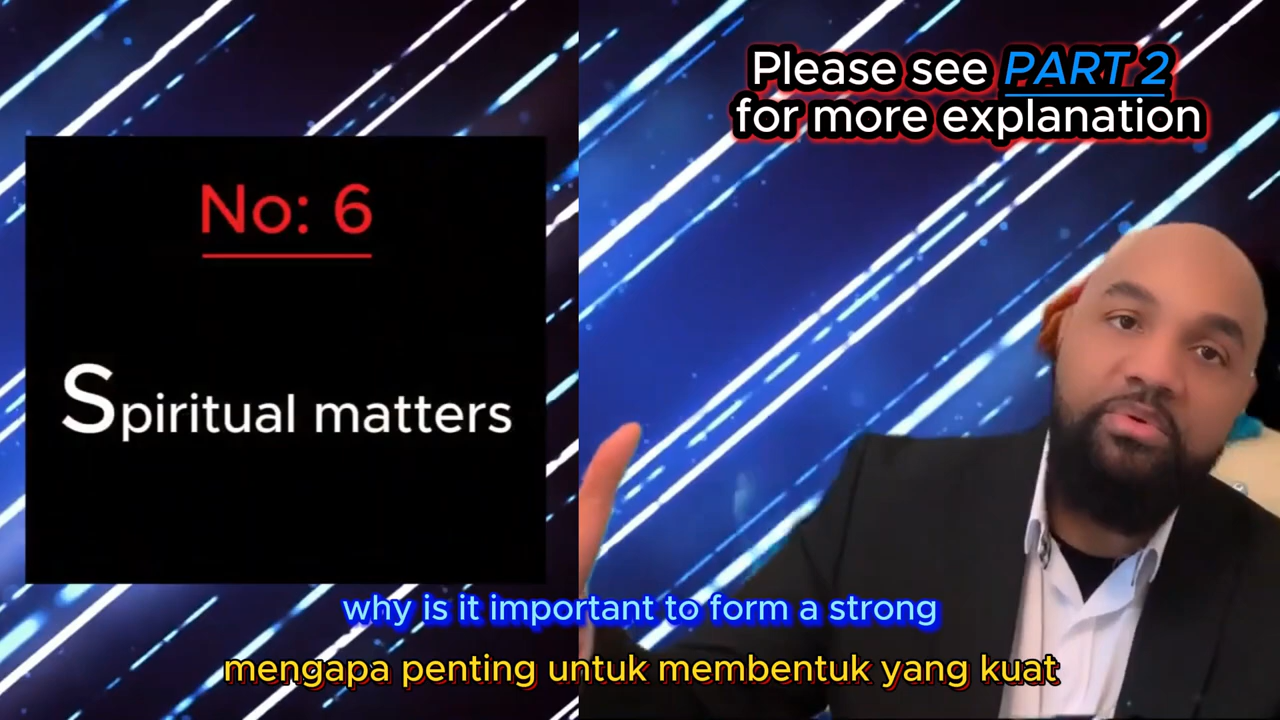 Please see PART 2
for more explanation
No: 6
Spiritual matters
why is it important to form a strong
mengapa penting untuk membentuk yang kuat